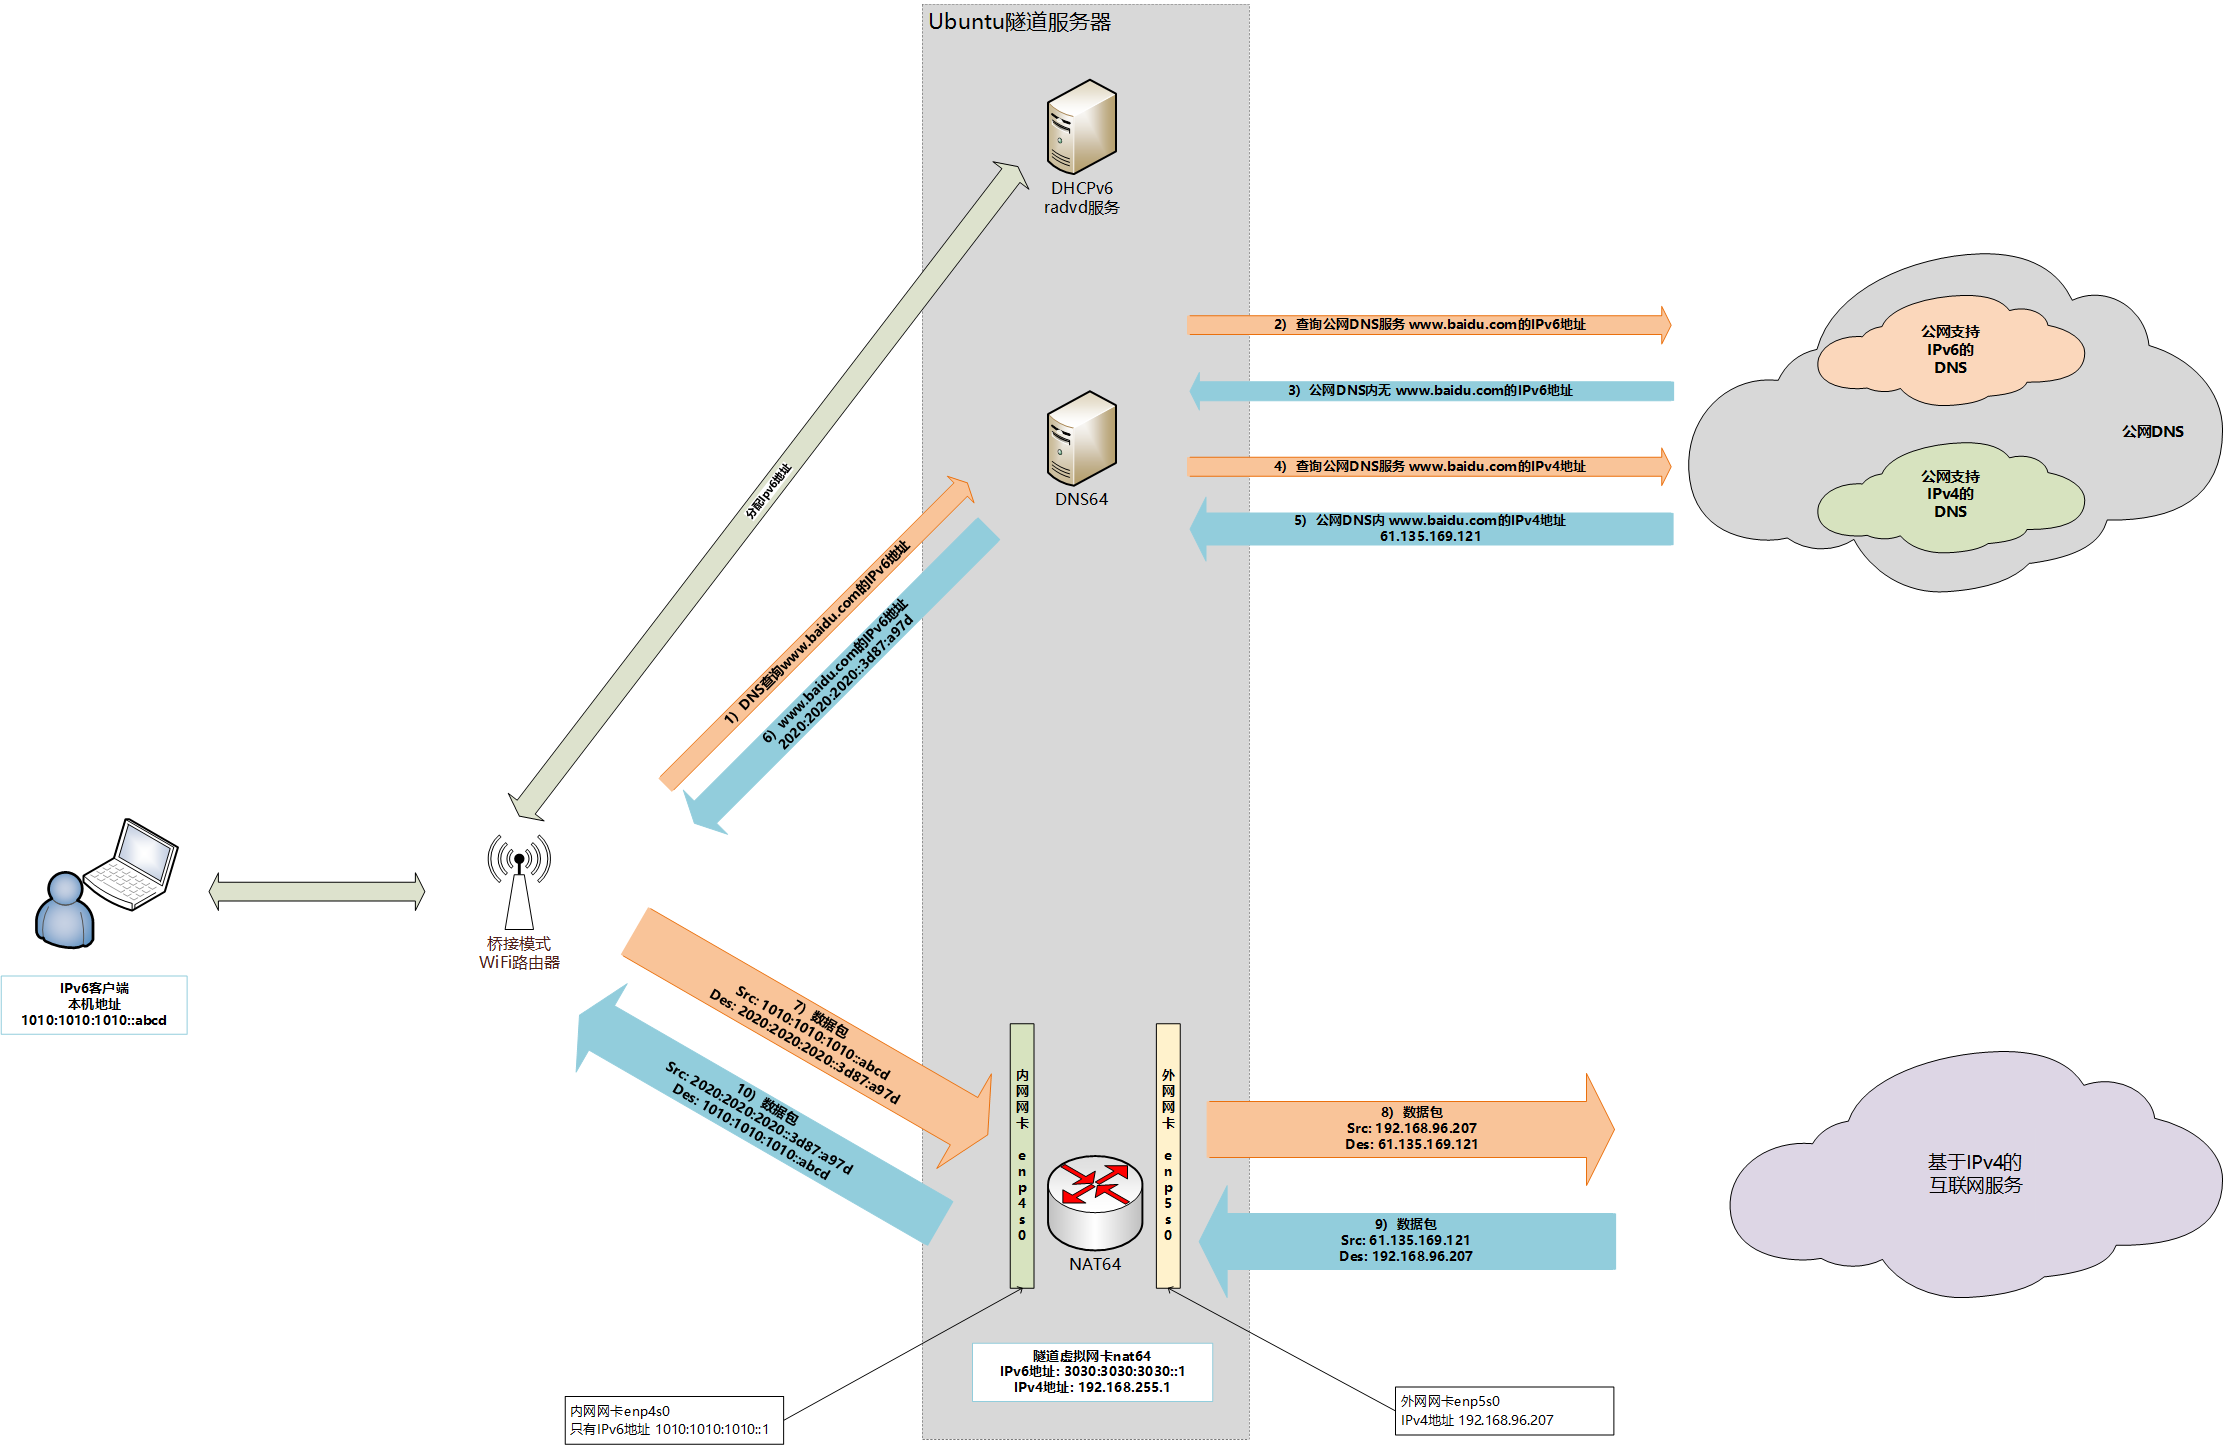 Ubuntu隧道服务器
DHCPv6
radvd服务
分配Ipv6地址
2）查询公网DNS服务 www.baidu.com的IPv6地址
3）公网DNS内无 www.baidu.com的IPv6地址
4）查询公网DNS服务 www.baidu.com的IPv4地址
5）公网DNS内 www.baidu.com的IPv4地址
61.135.169.121
公网支持
IPv6的
DNS
公网DNS
公网支持
IPv4的
DNS
DNS64
1）DNS查询www.baidu.com的IPv6地址
6）www.baidu.com的IPv6地址
2020:2020:2020::3d87:a97d
桥接模式
WiFi路由器
IPv6客户端
本机地址
1010:1010:1010::abcd
7）数据包
Src: 1010:1010:1010::abcd
Des: 2020:2020:2020::3d87:a97d
10）数据包
Src: 2020:2020:2020::3d87:a97d
Des: 1010:1010:1010::abcd
内网网卡 enp4s0
外网网卡 enp5s0
NAT64
8）数据包
Src: 192.168.96.207
Des: 61.135.169.121
9）数据包
Src: 61.135.169.121
Des: 192.168.96.207
基于IPv4的
互联网服务
隧道虚拟网卡nat64
IPv6地址: 3030:3030:3030::1
IPv4地址: 192.168.255.1
内网网卡enp4s0
只有IPv6地址 1010:1010:1010::1
外网网卡enp5s0
IPv4地址 192.168.96.207